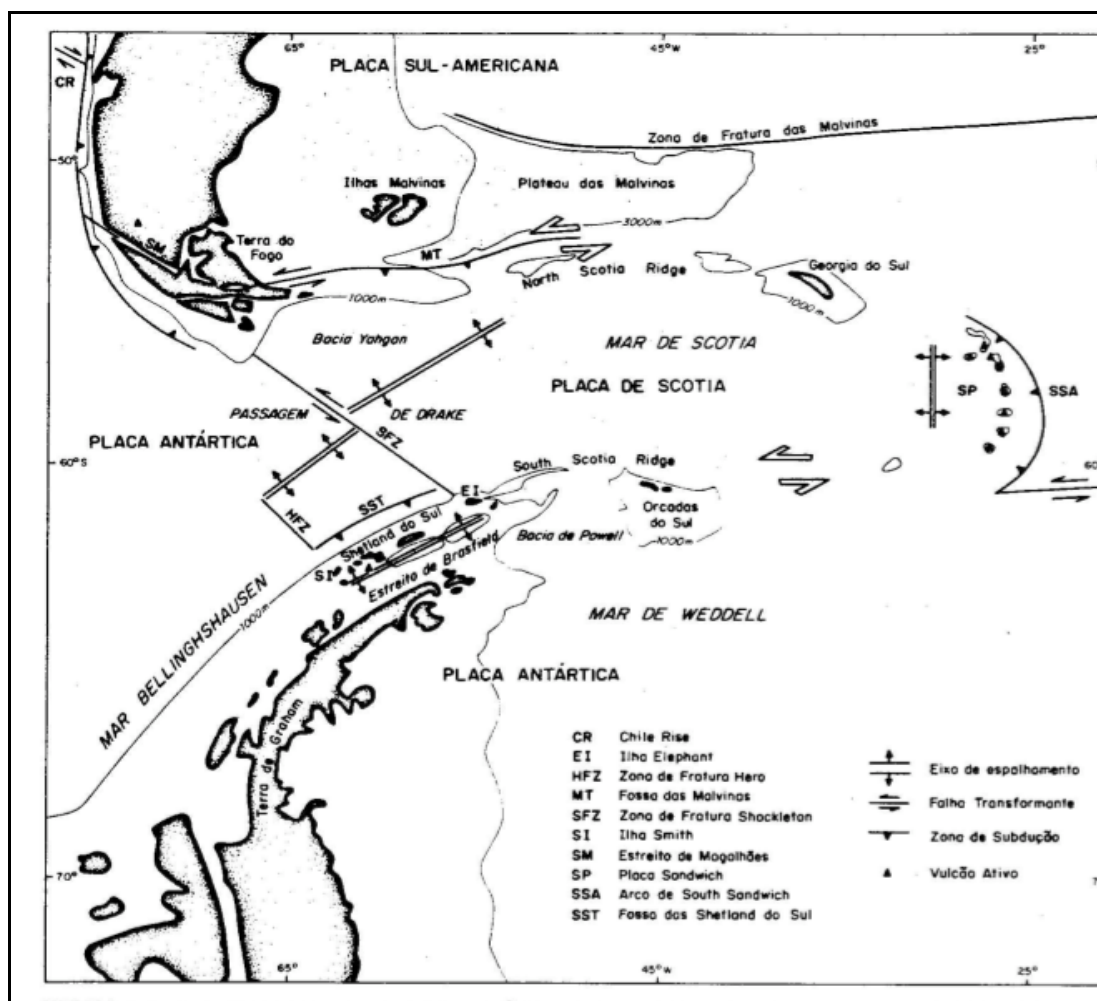 65°
45°W
25°
PLACA SUL-AMERICANA
CR
Zona de Fratura das Malvinas
50°
Ilhas Malvinas
Plateau das Malvinas
3000m
SM
Terra do
Fogo
MT
North Scotia Ridge
Georgia do Sul
1000m
1000m
Bacia Yahgan
MAR DE SCOTIA
PLACA DE SCOTIA
SP
SSA
PASSAGEM
DE DRAKE
PLACA ANTÁRTICA
SFZ
60°S
South Scotia Ridge
60
EI
SST
HFZ
Orcadas
do Sul
1000m
Shetland do Sul
Bacia de Powell
SI
Estreito de Brasfield
MAR BELLINGHSHAUSEN
1000m
MAR DE WEDDELL
PLACA ANTÁRTICA
Terra de Graham
CR Chile Rise
EI Ilha Elephant
HFZ Zona de Fratura Hero
MT Fossa das Malvinas
SFZ Zona de Fratura Shackleton
SI Ilha Smith
SM Estreito de Magalhães
SP Placa Sandwich
SSA Arco de South Sandwich
SST Fossa das Shetland do Sul
Eixo de espalhamento
Falha Transformante
Zona de Subdução
Vulcão Ativo
70°
7
65°
45°W
25°